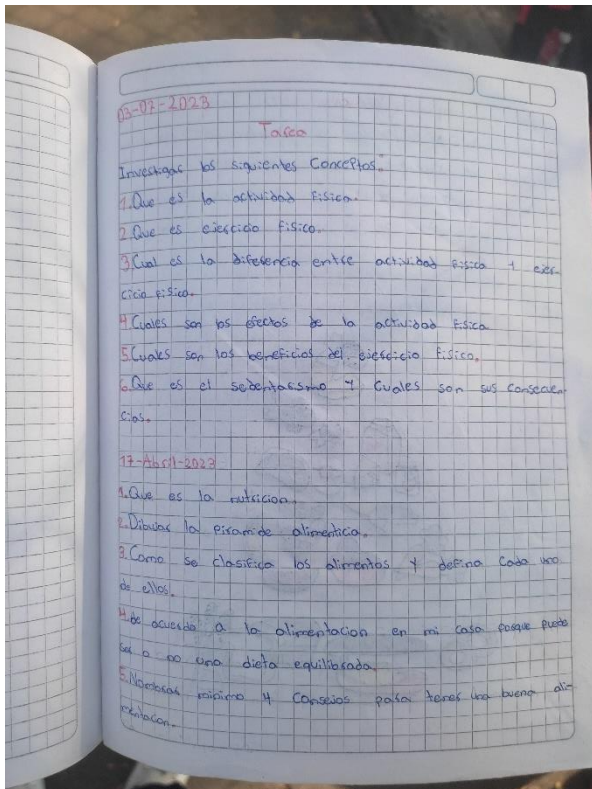 03-07-2023
Tarea
Investigar los siguientes Conceptos.
1.Que es la actividad Fisica.
2.Que es ejercicio Fisico.
3.Cual es la diferencia entre actividad fisica y ejer-
cicio fisico.
4.Cuales son los efectos de la actividad Fisica
5.Cuales son los beneficios del ejercicio Fisico.
6.Que es el sedentarismo y Cuales son sus consecuen
cias.
17-Abril-2023
1.Que es la nutricion.
2.Dibujar la piramide alimenticia.
3.Como se clasifica los alimentos y defina Cada uno
de ellos.
4.de acuerdo a la alimentacion en mi casa porque puede
ser o no una dieta equilibrada.
5.Nombrar minimo 4 Consejos para tener una buena ali-
mentacion.